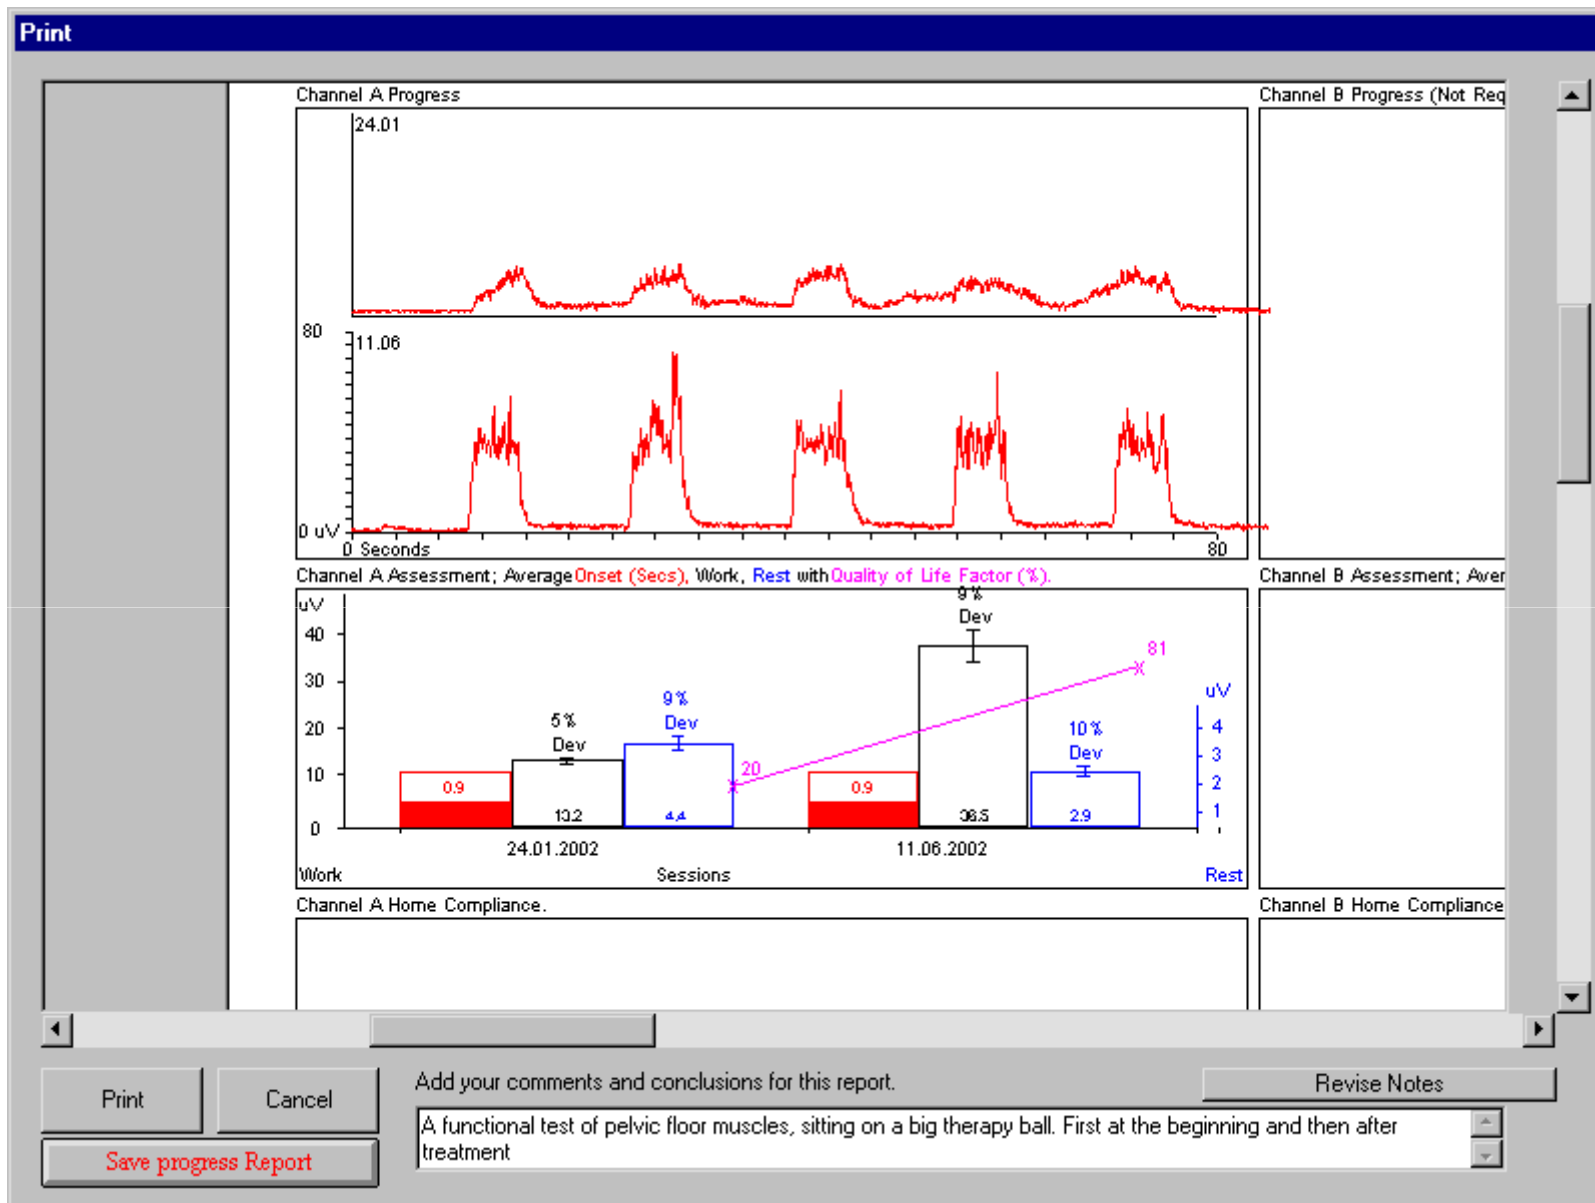 Print
Channel A Progress
Channel B Progress (Not Req
24.01
80
11.06
0 uV
0 Seconds
80
Channel A Assessment; Average Onset (Secs), Work, Rest with Quality of Life Factor (%).
Channel B Assessment; Aver
uV
40
30
20
10
0
0.9
5%
Dev
13.2
9%
Dev
4.4
20
0.9
9%
Dev
36.5
10%
Dev
2.9
81
uV
4
3
2
1
24.01.2002
11.06.2002
Work
Sessions
Rest
Channel A Home Compliance.
Channel B Home Compliance
Print
Cancel
Save progress Report
Add your comments and conclusions for this report.
Revise Notes
A functional test of pelvic floor muscles, sitting on a big therapy ball. First at the beginning and then after
treatment